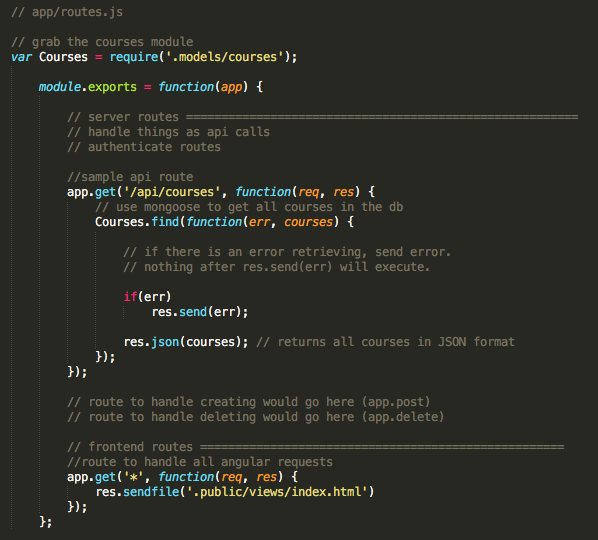 // app/routes.js
// grab the courses module
var Courses = require('.models/courses');
module.exports = function(app) {
// server routes ========================================================
// handle things as api calls
// authenticate routes
//sample api route
app.get('/api/courses', function(req, res) {
// use mongoose to get all courses in the db
Courses.find(function(err, courses) {
// if there is an error retrieving, send error.
// nothing after res.send(err) will execute.
if(err)
res.send(err);
res.json(courses); // returns all courses in JSON format
});
});
// route to handle creating would go here (app.post)
// route to handle deleting would go here (app.delete)
// frontend routes ====================================================
//route to handle all angular requests
app.get('*', function(req, res) {
res.sendfile('.public/views/index.html')
});
};